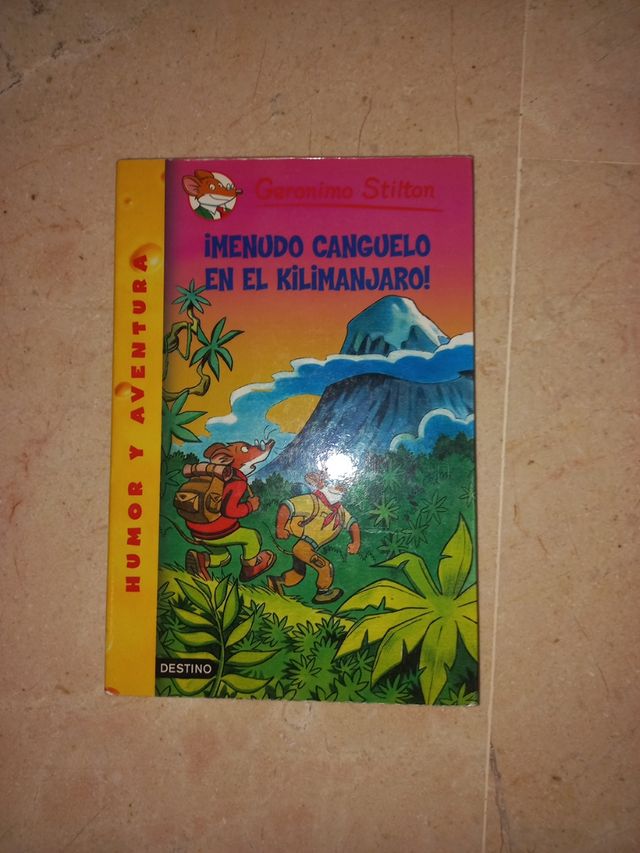 Geronimo Stilton
¡MENUDO CANGUELO
EN EL KILIMANJARO!
HUMOR Y AVENTURA
DESTINO